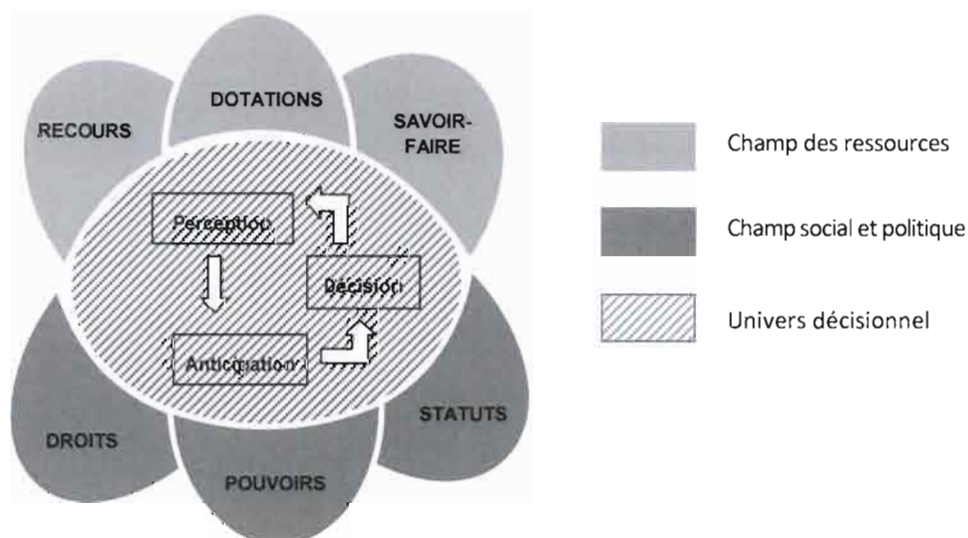 DOTATIONS
RECOURS
SAVOIR-
FAIRE
Perception
Décision
Anticipation
DROITS
STATUTS
POUVOIRS
Champ des ressources
Champ social et politique
Univers décisionnel